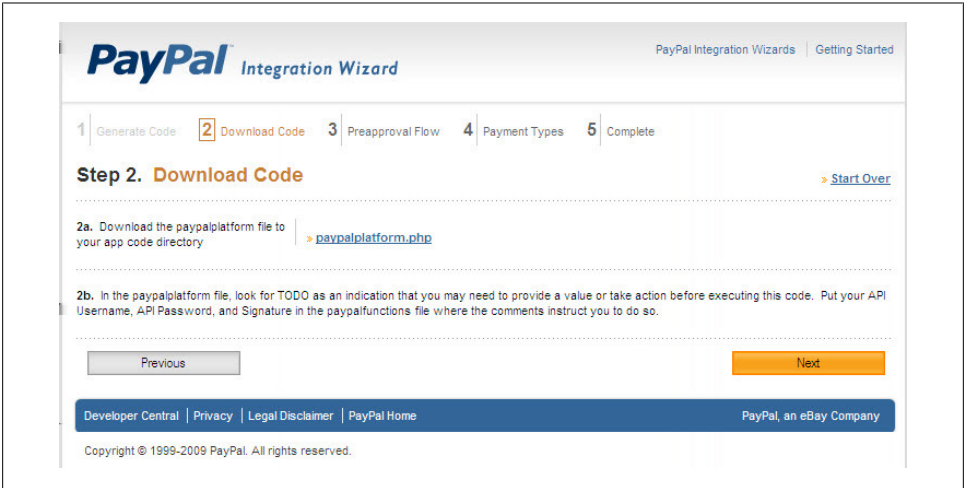 PayPal Integration Wizard
PayPal Integration Wizards | Getting Started
1 Generate Code 2 Download Code 3 Preapproval Flow 4 Payment Types 5 Complete
Step 2. Download Code
» Start Over
2a. Download the paypalplatform file to
your app code directory
» paypalplatform.php
2b. In the paypalplatform file, look for TODO as an indication that you may need to provide a value or take action before executing this code. Put your API
Username, API Password, and Signature in the paypalfunctions file where the comments instruct you to do so.
Previous
Next
Developer Central | Privacy | Legal Disclaimer | PayPal Home
PayPal, an eBay Company
Copyright © 1999-2009 PayPal. All rights reserved.